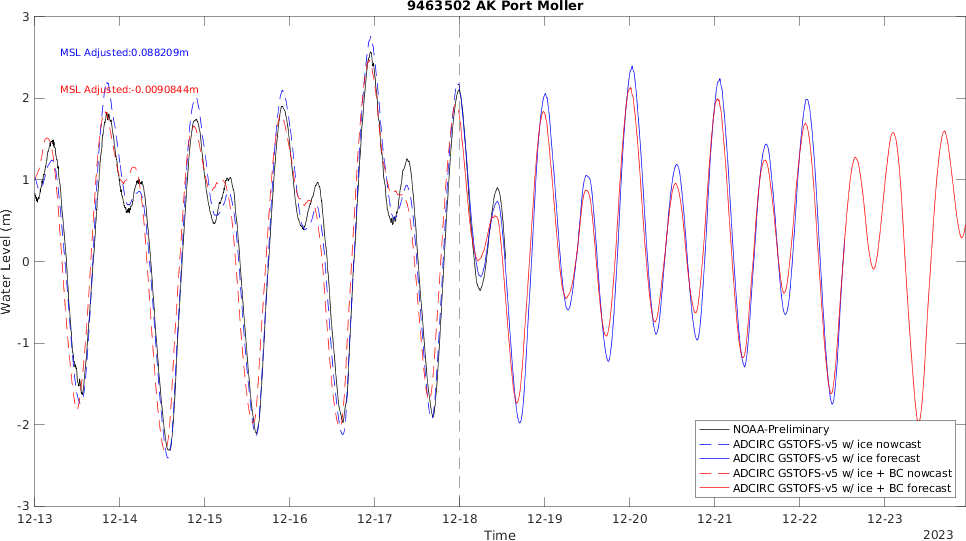 9463502 AK Port Moller
MSL Adjusted:0.088209m
MSL Adjusted:-0.0090844m
Water Level (m)
3
2
1
0
-1
-2
-3
NOAA-Preliminary
ADCIRC GSTOFS-v5 w/ ice nowcast
ADCIRC GSTOFS-v5 w/ ice forecast
ADCIRC GSTOFS-v5 w/ ice + BC nowcast
ADCIRC GSTOFS-v5 w/ ice + BC forecast
12-13 12-14 12-15 12-16 12-17 12-18 12-19 12-20 12-21 12-22 12-23
Time
2023